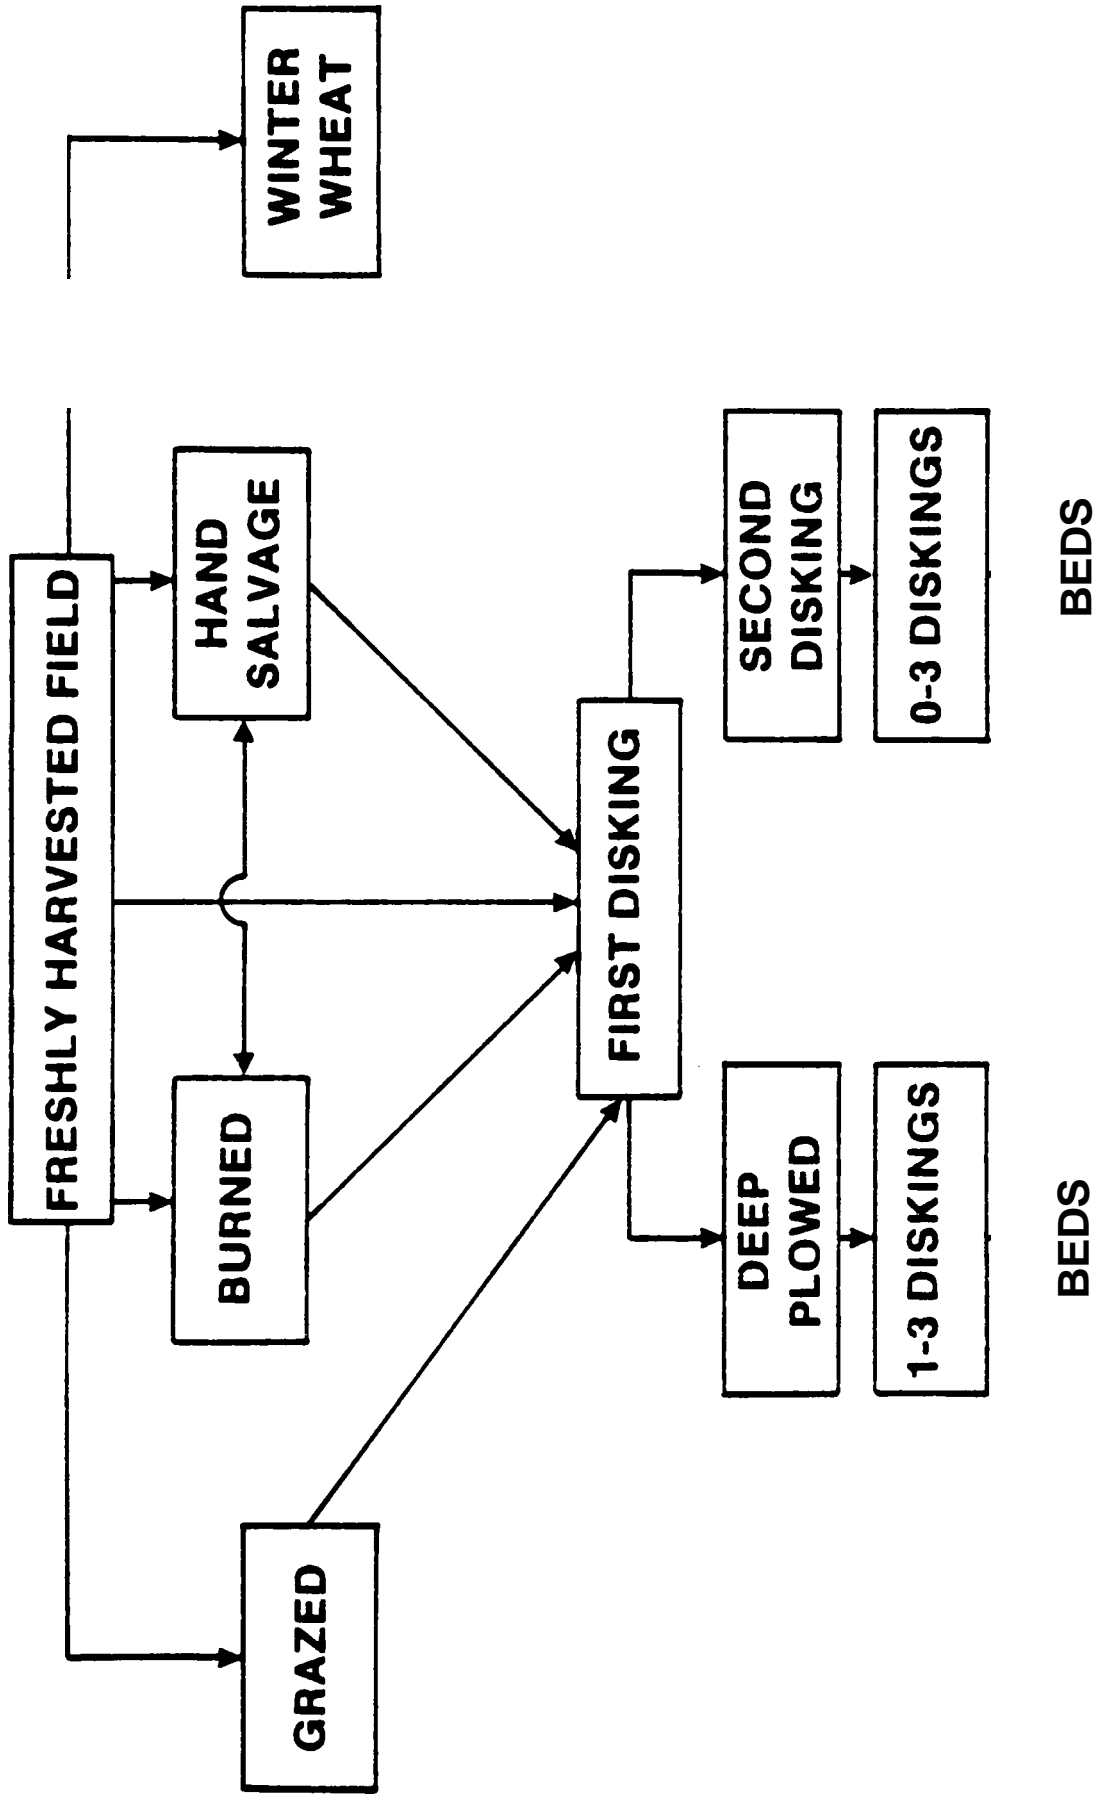 FRESHLY HARVESTED FIELD
GRAZED
BURNED
HAND
SALVAGE
WINTER
WHEAT
FIRST DISKING
DEEP
PLOWED
SECOND
DISKING
1-3 DISKINGS
0-3 DISKINGS
BEDS
BEDS